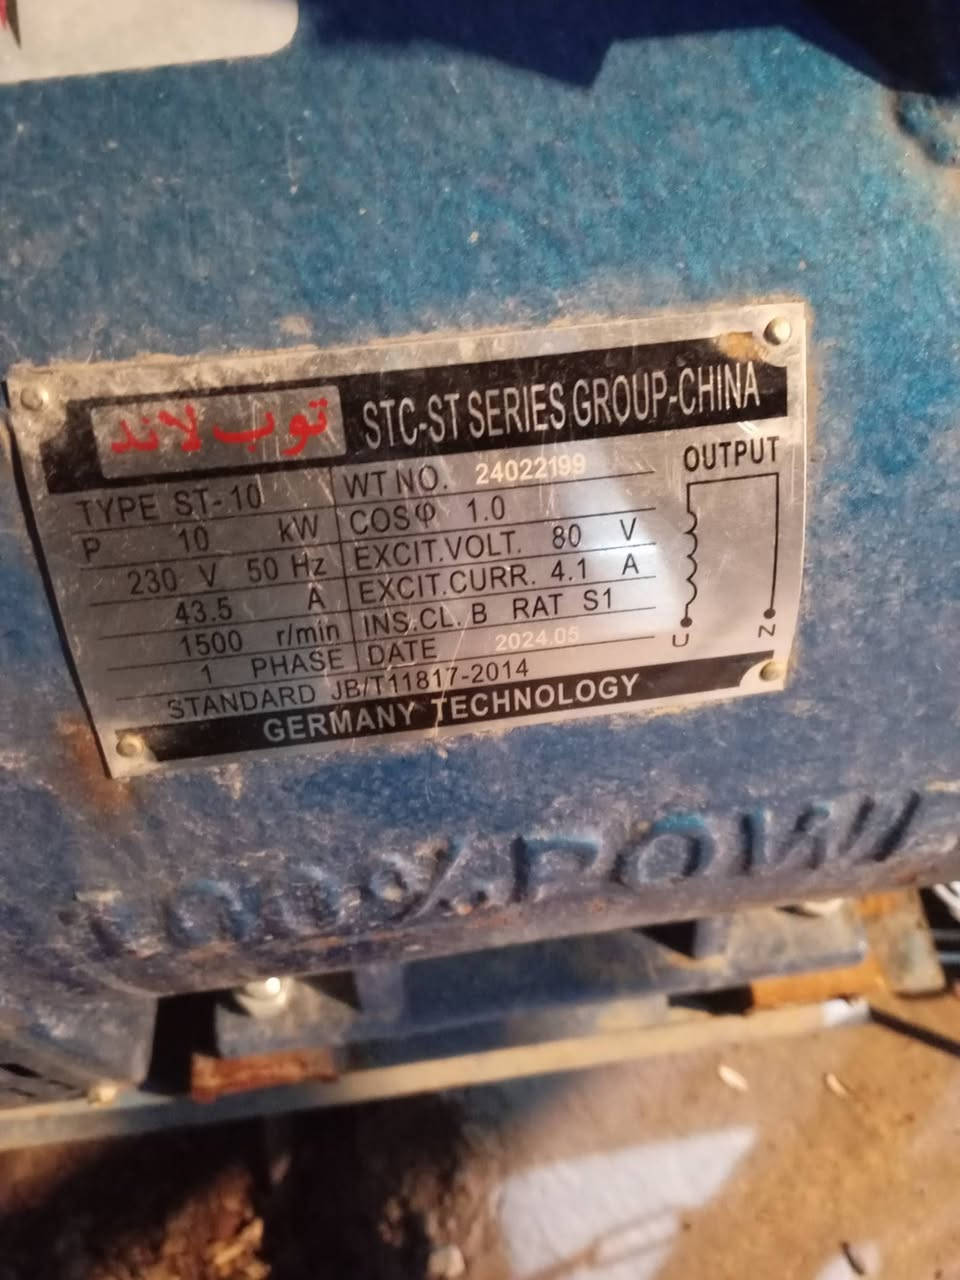 توب لاند STC-ST SERIES GROUP-CHINA
TYPE ST-10 WT NO. 24022199
P 10 kW COSφ 1.0
230 V 50 Hz EXCIT.VOLT. 80 V
43.5 A EXCIT.CURR. 4.1 A
1500 r/min INS.CL. B RAT S1
1 PHASE DATE 2024.05
STANDARD JB/T11817-2014
GERMANY TECHNOLOGY
OUTPUT
U N
100%.POW